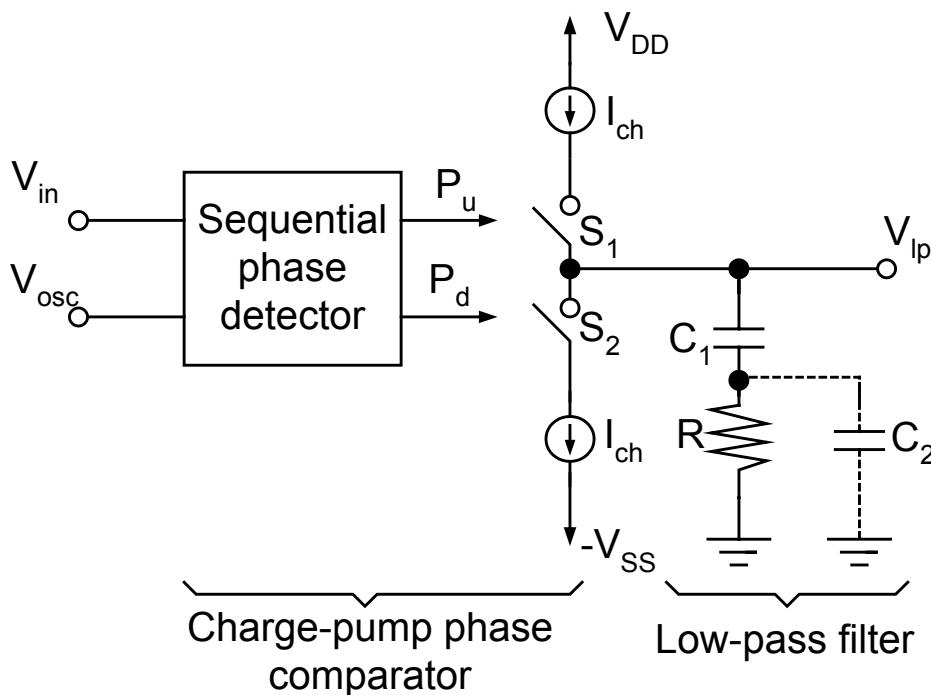 V_DD
I_ch
V_in
P_u
Sequential
phase
detector
S_1
V_lp
V_osc
P_d
S_2
C_1
R
C_2
I_ch
-V_SS
Charge-pump phase
comparator
Low-pass filter